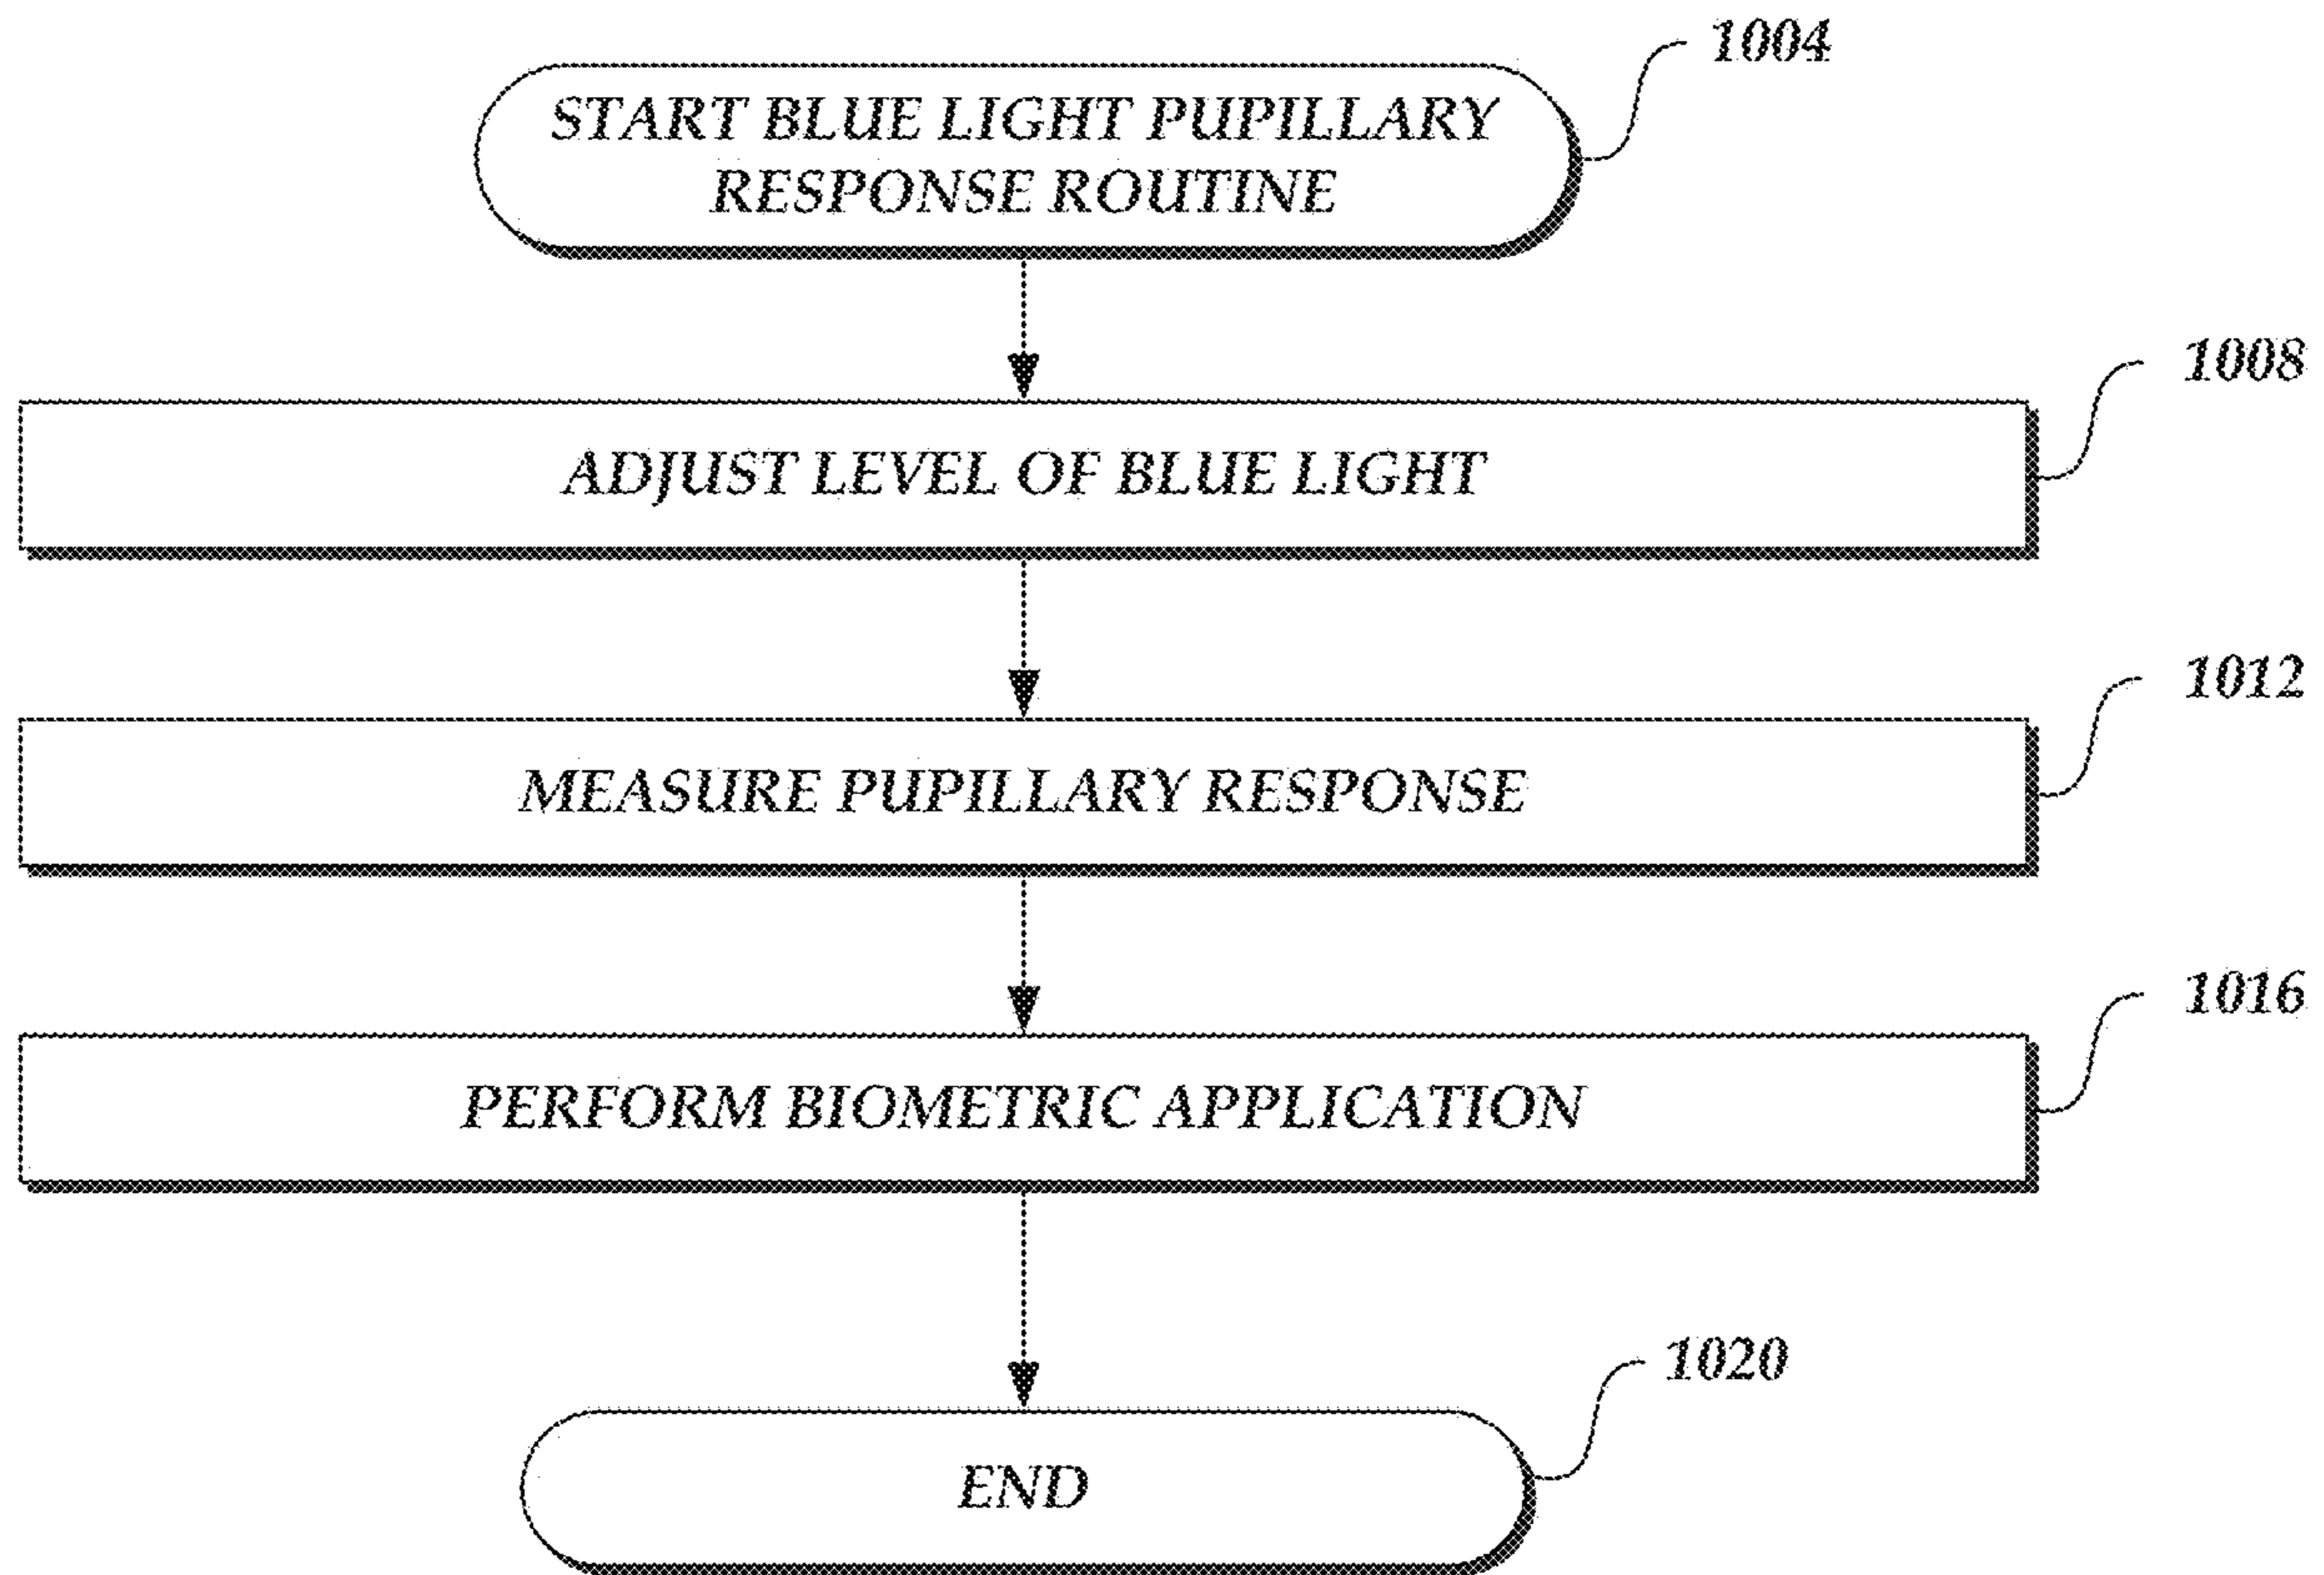 1004
START BLUE LIGHT PUPILLARY
RESPONSE ROUTINE
1008
ADJUST LEVEL OF BLUE LIGHT
1012
MEASURE PUPILLARY RESPONSE
1016
PERFORM BIOMETRIC APPLICATION
1020
END